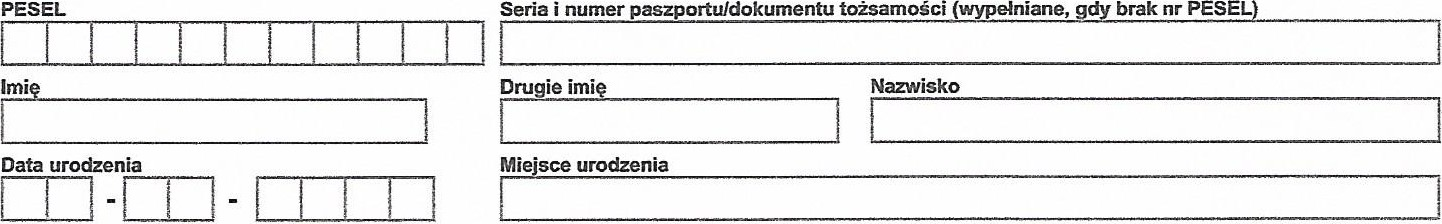 PESEL Seria i numer paszportu/dokumentu tożsamości (wypełniane, gdy brak nr PESEL)
Imię Drugie imię Nazwisko
Data urodzenia Miejsce urodzenia
- -